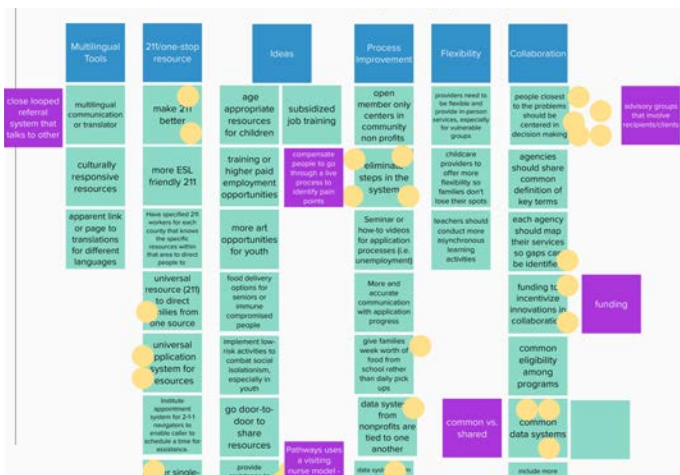 Multilingual
Tools
211/one-stop
resource
Ideas
Process
Improvement
Flexibility
Collaboration
close looped
referral
system that
talks to other
multilingual
communication
or translator
culturally
responsive
resources
apparent link
or page to
translations
for different
languages
make 211
better
more ESL
friendly 211
Have specified 211
workers for each
county that knows
the specific
resources within
that area to direct
people to
universal
resource (211)
to direct
families from
one source
universal
application
system for
resources
Institute
appointment
system for 2-1-1
navigators to
enable caller to
schedule a time for
assistance.
single-
age
appropriate
resources
for children
training or
higher paid
employment
opportunities
more art
opportunities
for youth
food delivery
options for
seniors or
immune
compromised
people
implement low-
risk activities to
combat social
isolationism,
especially in
youth
go door-to-
door to
share
resources
provide
subsidized
job training
compensate
people to go
through a live
process to
identify pain
points
Pathways uses
a visiting
nurse model -
open
member only
centers in
community
non profits
eliminate
steps in the
system
Seminar or
how-to videos
for application
processes (i.e.
unemployment)
More and
accurate
communication
with application
progress
give families
week worth of
food from
school rather
than daily pick
ups
data system
from
nonprofits are
tied to one
another
data system from
providers need to
be flexible and
provide in-person
services, especially
for vulnerable
groups
childcare
providers to
offer more
flexibility so
families don't
lose their spots
teachers should
conduct more
asynchronous
learning
activities
people closest
to the problems
should be
centered in
decision making
agencies
should share
common
definition of
key terms
each agency
should map
their services
so gaps can
be identified
funding to
incentivize
innovations in
collaboration
common
eligibility
among
programs
common
data systems
include more
advisory groups
that involve
recipients/clients
funding
common vs.
shared